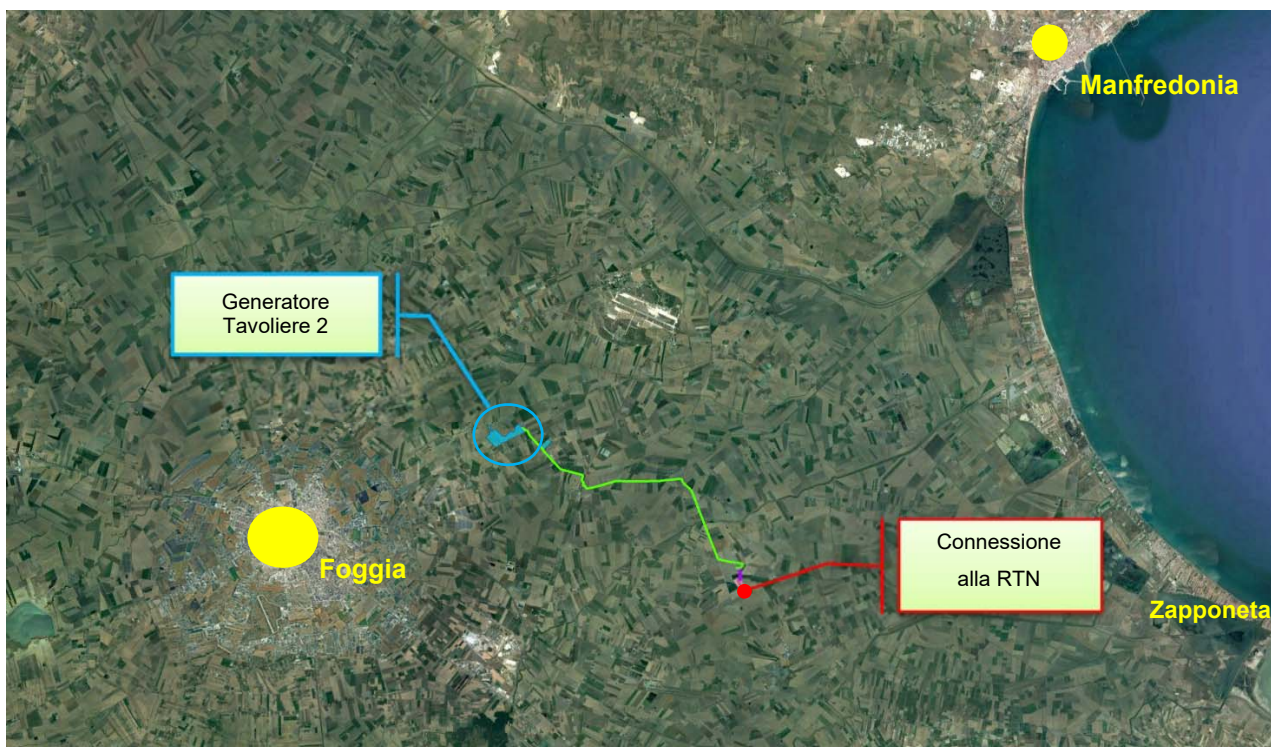 Manfredonia
Generatore
Tavoliere 2
Connessione
alla RTN
Foggia
Zapponeta